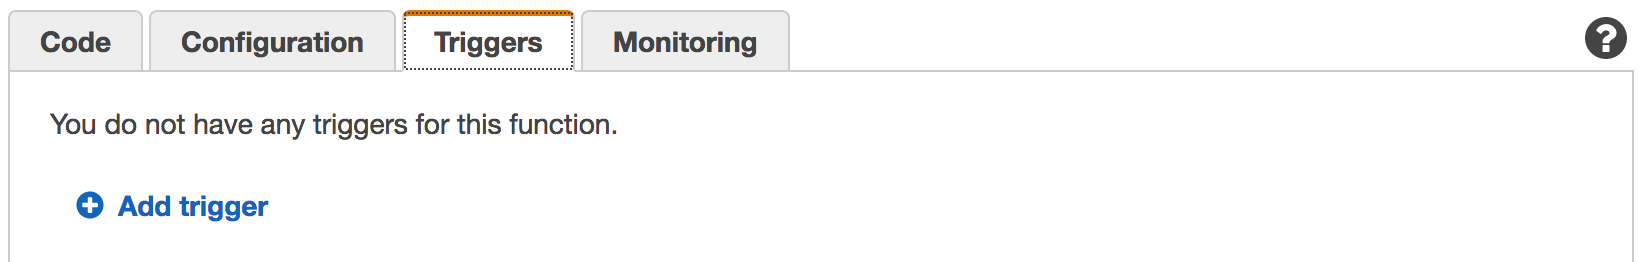 Code Configuration Triggers Monitoring ?
You do not have any triggers for this function.
Add trigger